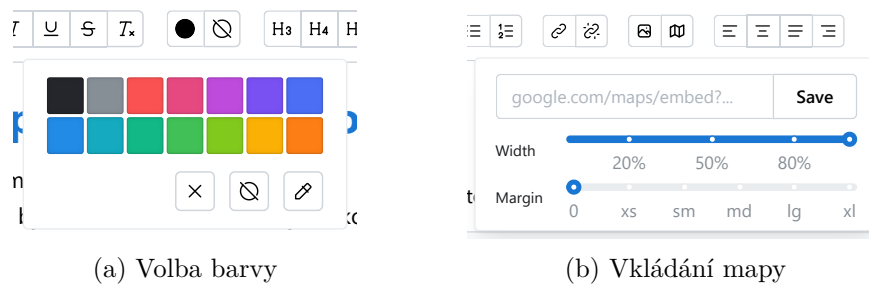 H3 H4 H
(a) Volba barvy
google.com/maps/embed?... Save
Width
20% 50% 80%
Margin
0 xs sm md lg xl
(b) Vkládání mapy